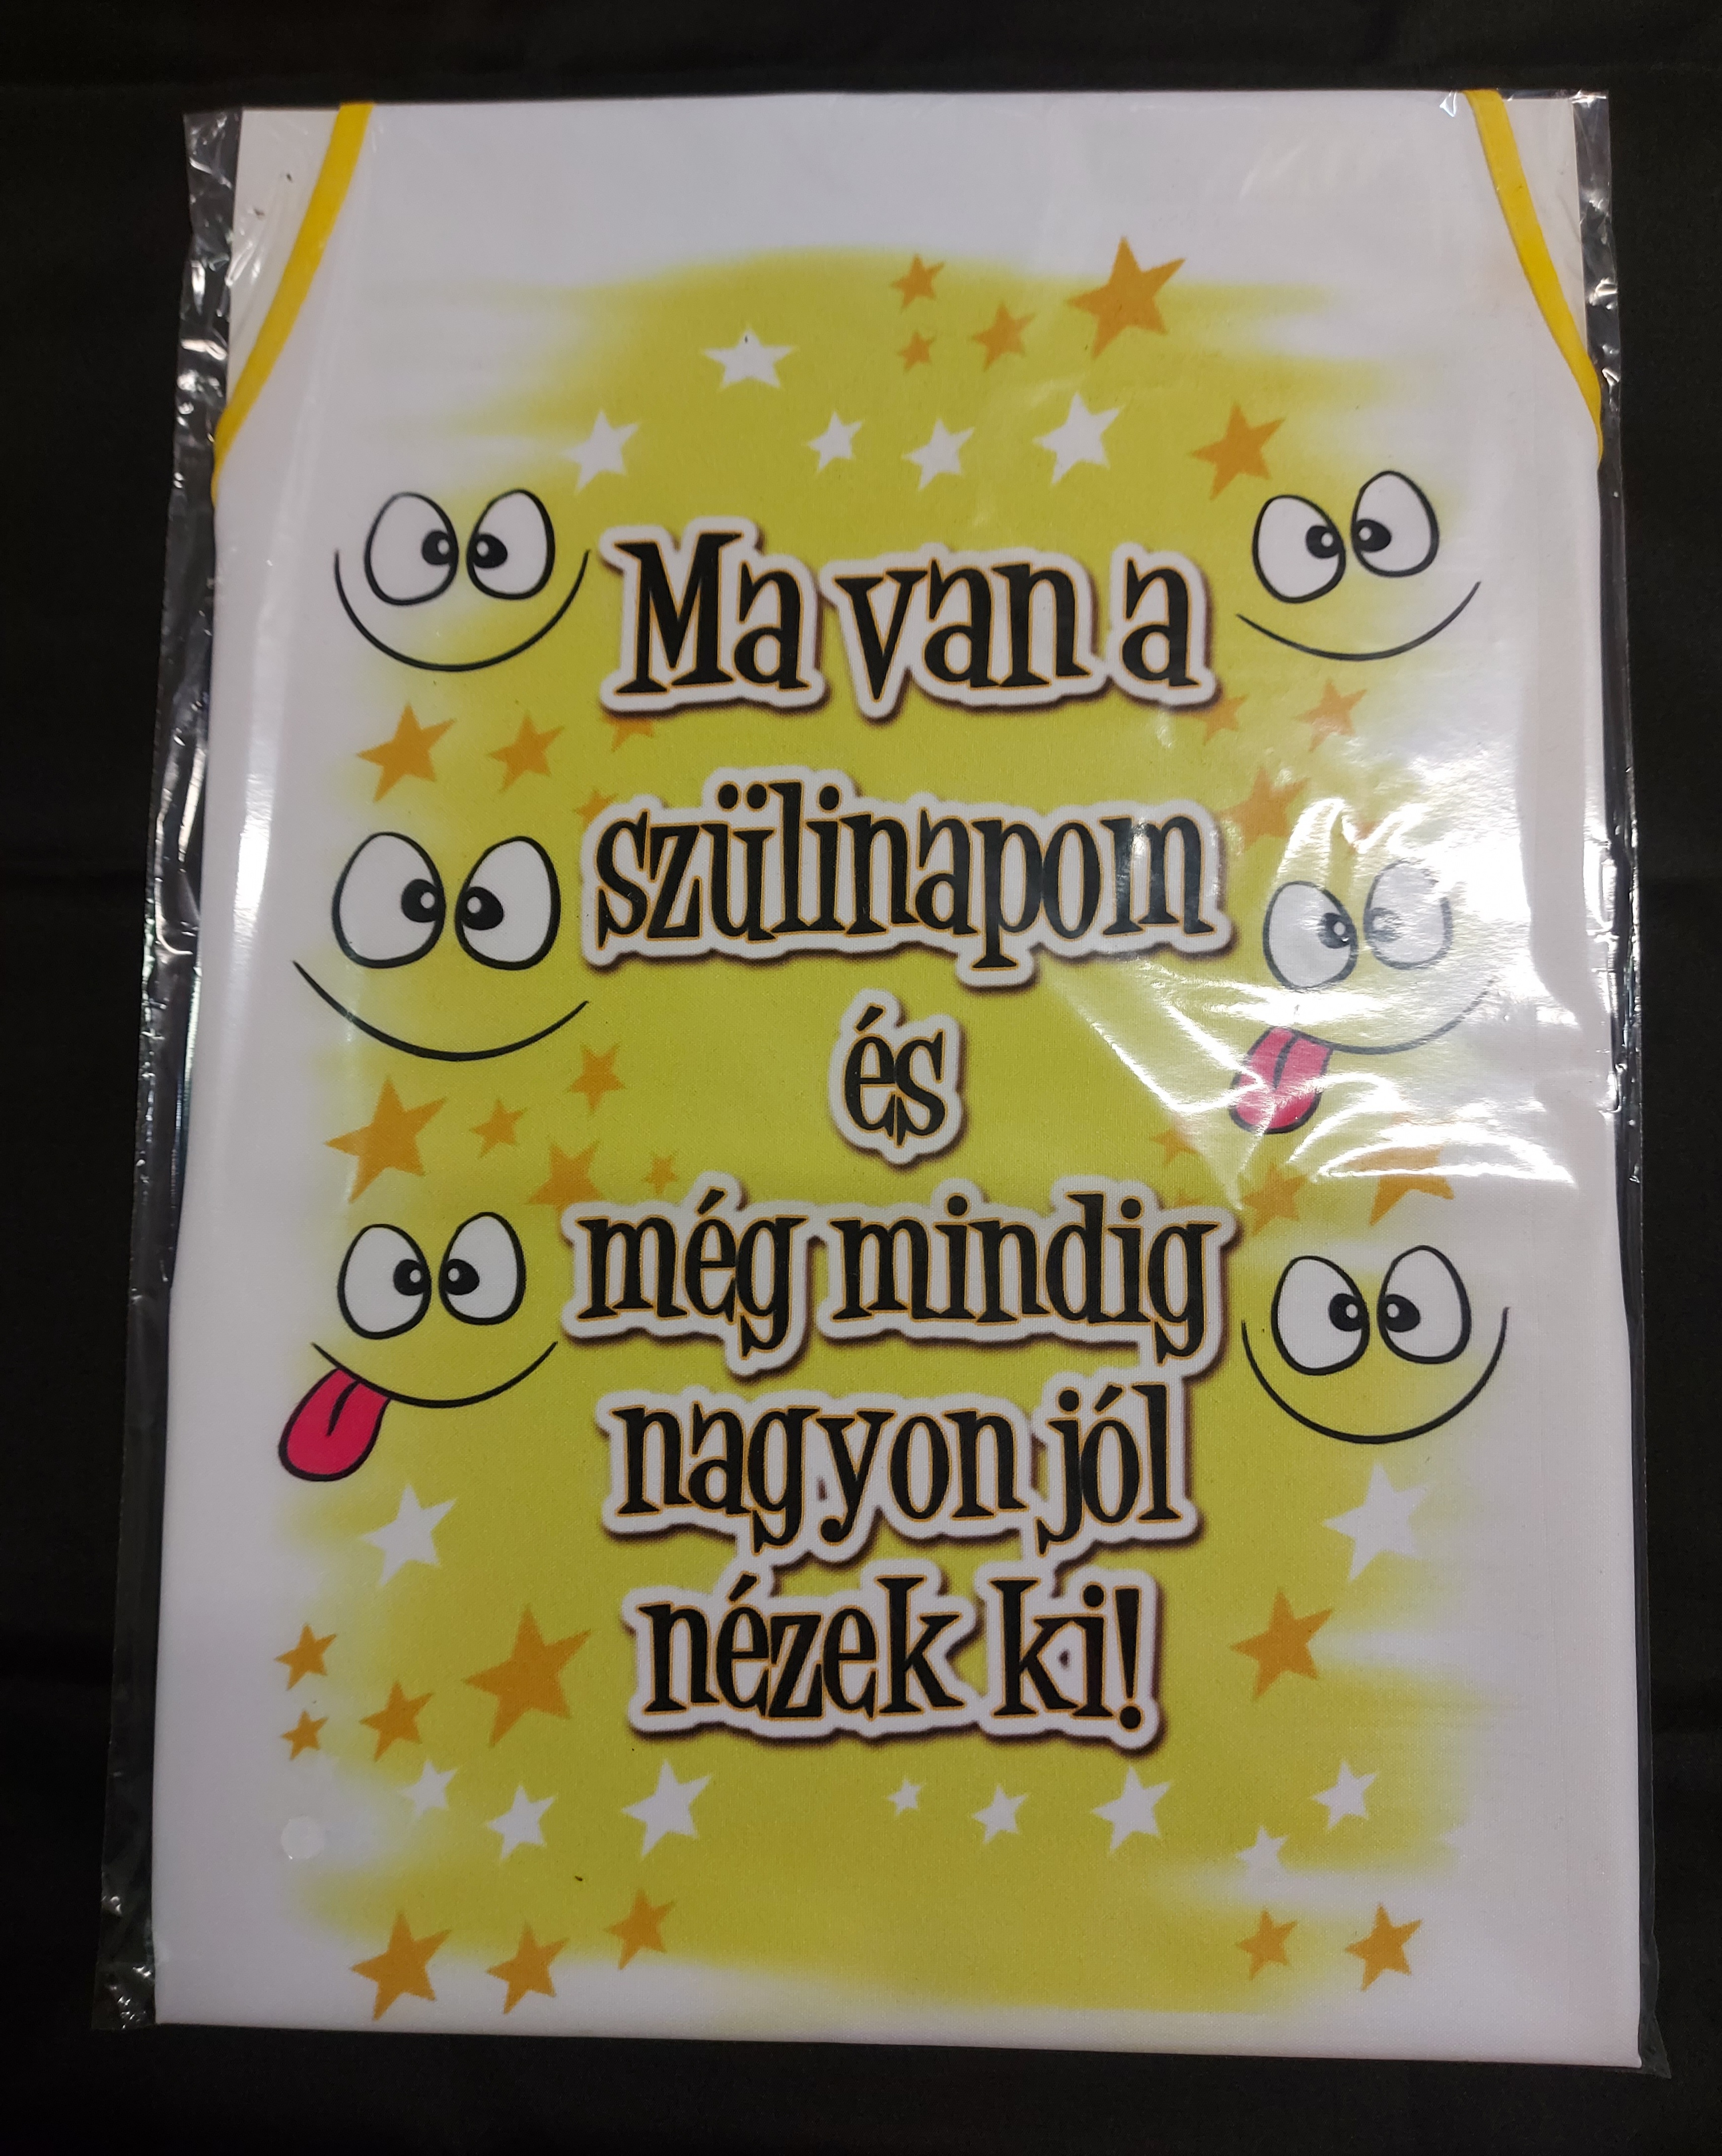 Ma van a
szülinapom
és
még mindig
nagyon jól
nézek ki!